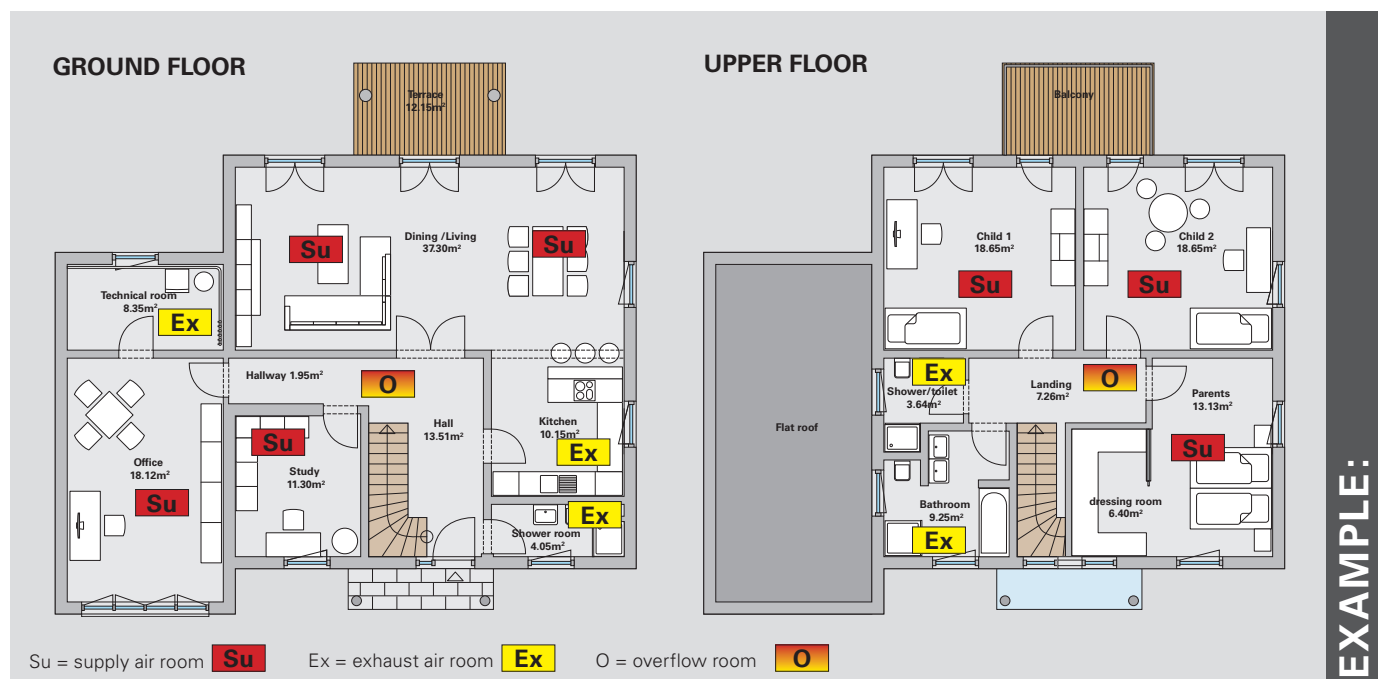 GROUND FLOOR
Terrace
12.15m²
Su
Dining /Living
37.30m²
Su
Technical room
8.35m²
Ex
Hallway 1.95m²
O
Hall
13.51m²
Kitchen
10.15m²
Ex
Su
Study
11.30m²
Office
18.12m²
Su
Ex
Shower room
4.05m²
UPPER FLOOR
Balcony
Child 1
18.65m²
Su
Child 2
18.65m²
Su
Ex
Shower/toilet
3.64m²
Landing
7.26m²
O
Parents
13.13m²
Su
Flat roof
Bathroom
9.25m²
Ex
dressing room
6.40m²
Su = supply air room Su
Ex = exhaust air room Ex
O = overflow room O
EXAMPLE: